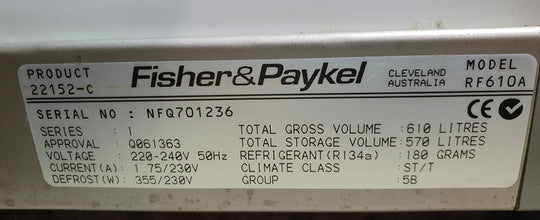 PRODUCT 22152-C
Fisher&Paykel
CLEVELAND AUSTRALIA
MODEL RF610A
SERIAL NO : NFQ701236
CE
SERIES : 1
APPROVAL : Q061363
VOLTAGE : 220-240V 50Hz
CURRENT(A): 1.75/230V
DEFROST(W): 355/230V
TOTAL GROSS VOLUME :610 LITRES
TOTAL STORAGE VOLUME:570 LITRES
REFRIGERANT(R134a) :180 GRAMS
CLIMATE CLASS :ST/T
GROUP :5B